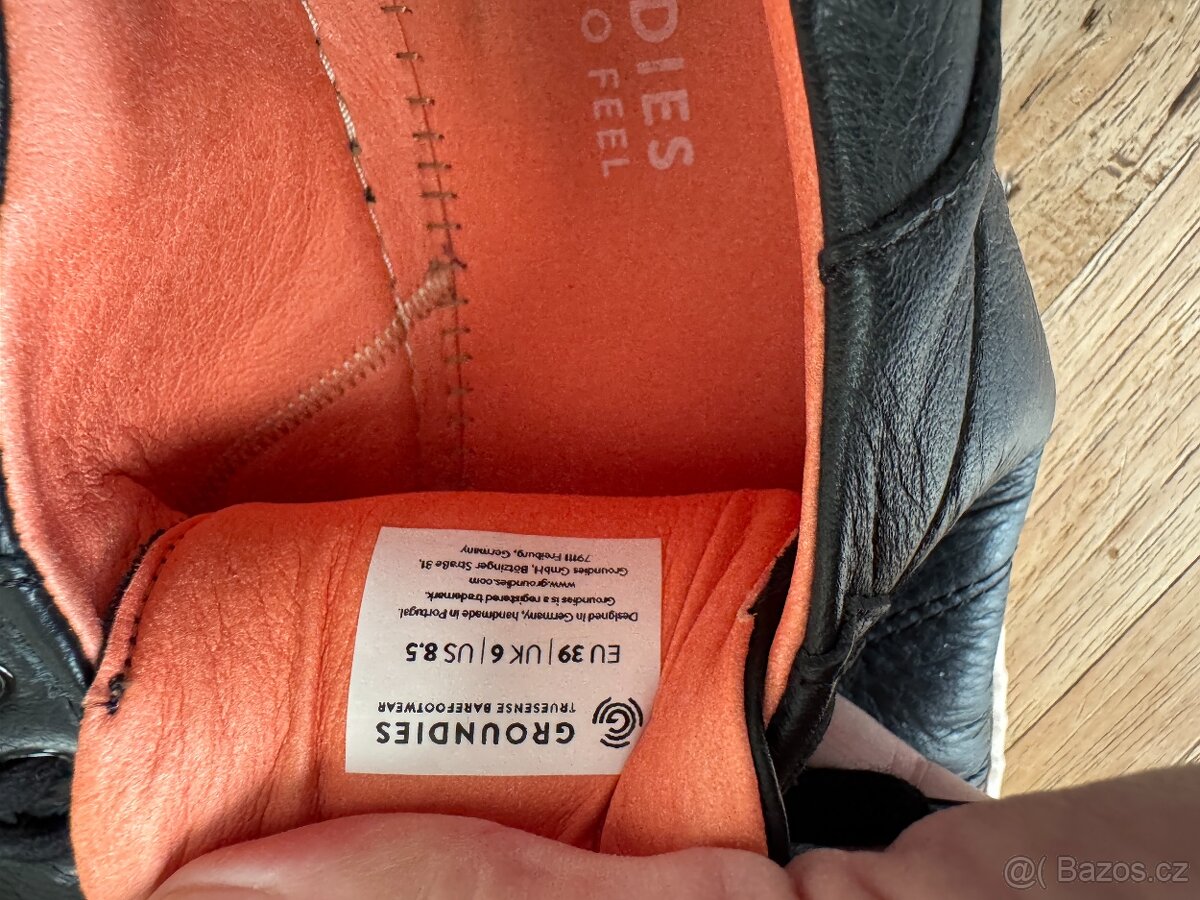 DIES
O FEEL
GROUNDIES
TRUESENSE BAREFOOTWEAR
EU 39 | UK 6 | US 8.5
Designed in Germany, handmade in Portugal.
Groundies is a registered trademark.
www.groundies.com
Groundies GmbH, Bötzinger Straße 31,
79111 Freiburg, Germany
@( Bazos.cz